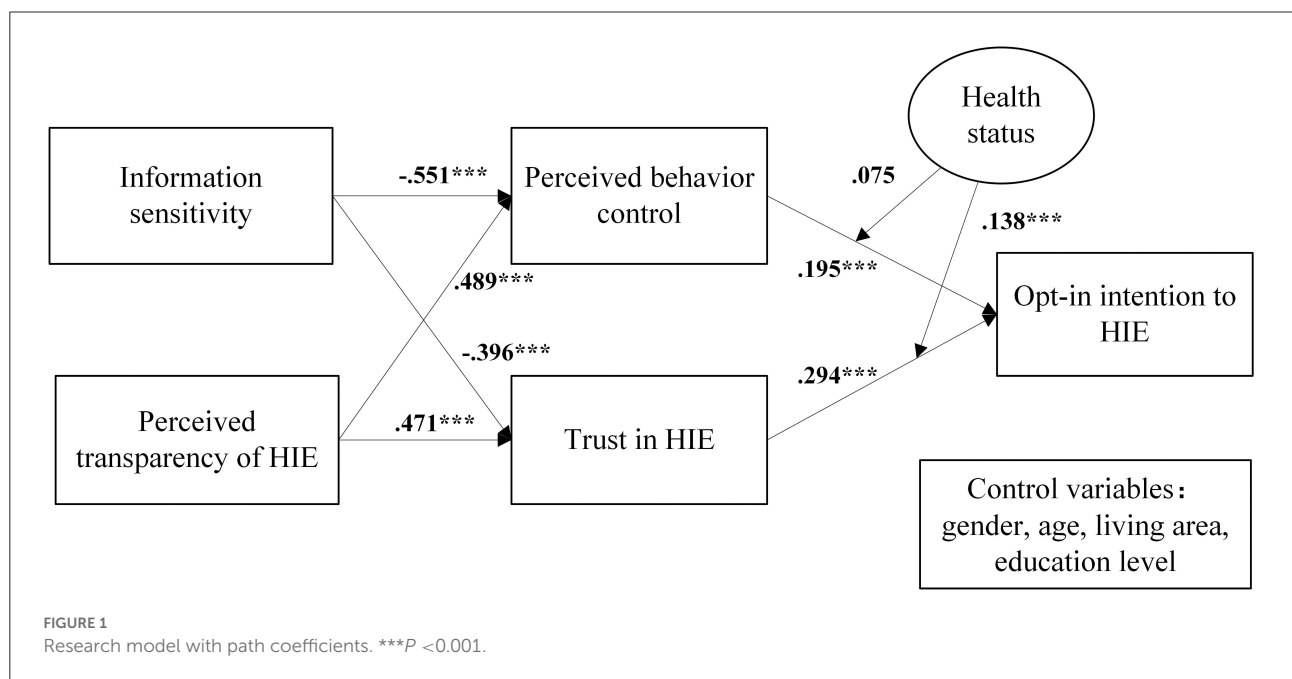 Health
status
Information
sensitivity
-.551***
Perceived behavior
control
.075
.138***
.195***
.489***
Opt-in intention to
HIE
-.396***
.294***
Perceived
transparency of HIE
.471***
Trust in HIE
Control variables：
gender, age, living area,
education level
FIGURE 1
Research model with path coefficients. ***P <0.001.